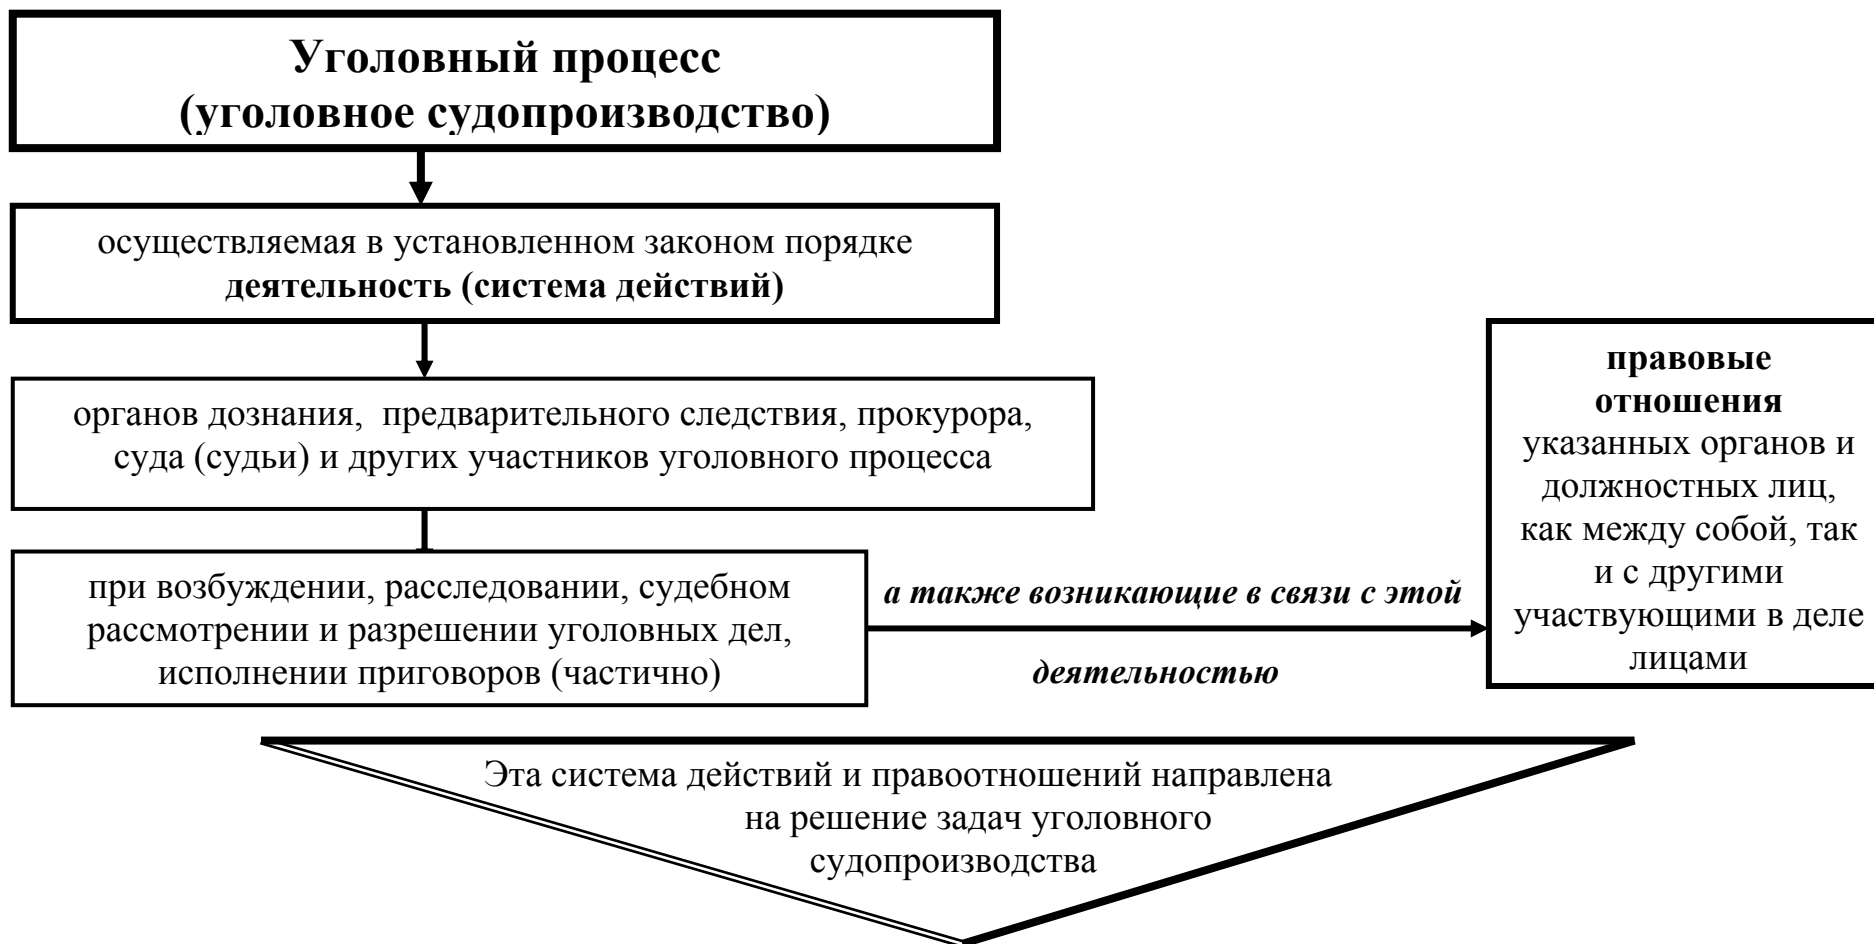 Уголовный процесс
(уголовное судопроизводство)
осуществляемая в установленном законом порядке
деятельность (система действий)
органов дознания, предварительного следствия, прокурора,
суда (судьи) и других участников уголовного процесса
при возбуждении, расследовании, судебном
рассмотрении и разрешении уголовных дел,
исполнении приговоров (частично)
а также возникающие в связи с этой
деятельностью
правовые
отношения
указанных органов и
должностных лиц,
как между собой, так
и с другими
участвующими в деле
лицами
Эта система действий и правоотношений направлена
на решение задач уголовного
судопроизводства